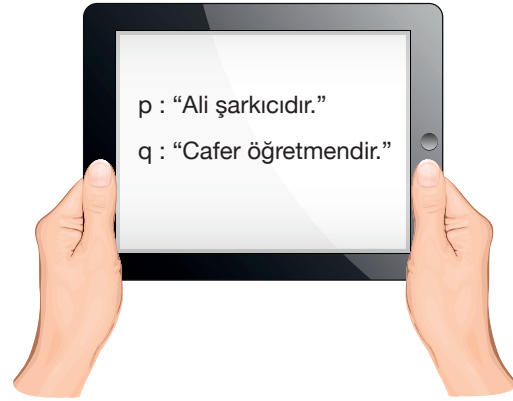 p : “Ali şarkıcıdır.”
q : “Cafer öğretmendir.”